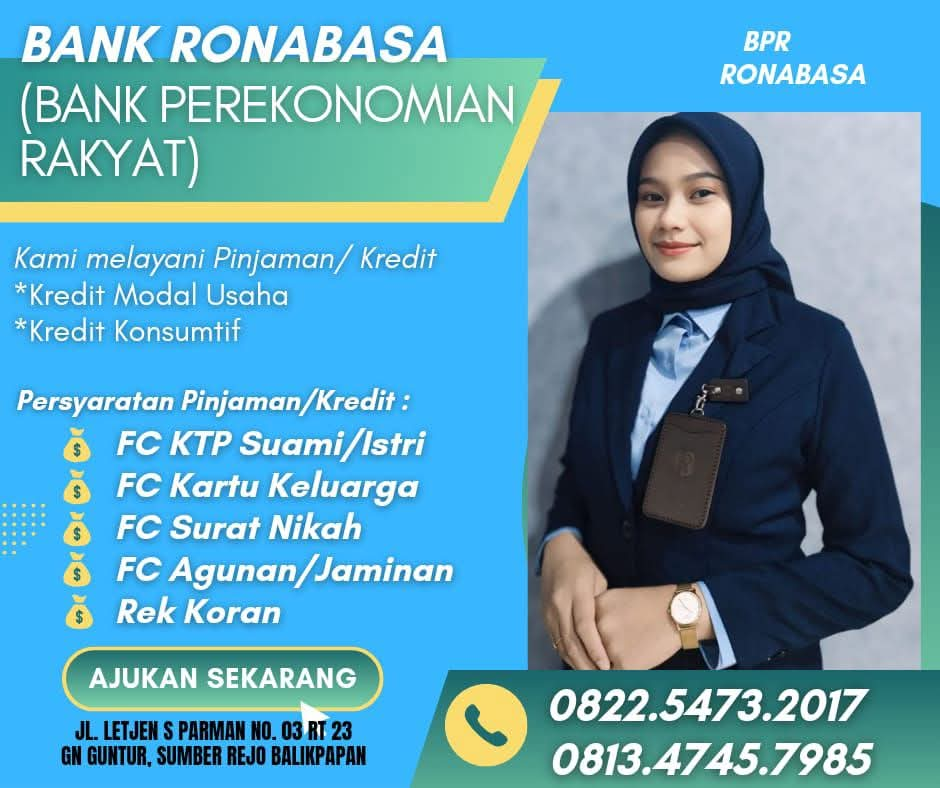 BANK RONABASA
(BANK PEREKONOMIAN
RAKYAT)
BPR
RONABASA
Kami melayani Pinjaman/ Kredit
*Kredit Modal Usaha
*Kredit Konsumtif
Persyaratan Pinjaman/Kredit :
FC KTP Suami/Istri
FC Kartu Keluarga
FC Surat Nikah
FC Agunan/Jaminan
Rek Koran
AJUKAN SEKARANG
JL. LETJEN S PARMAN NO. 03 RT 23
GN GUNTUR, SUMBER REJO BALIKPAPAN
0822.5473.2017
0813.4745.7985